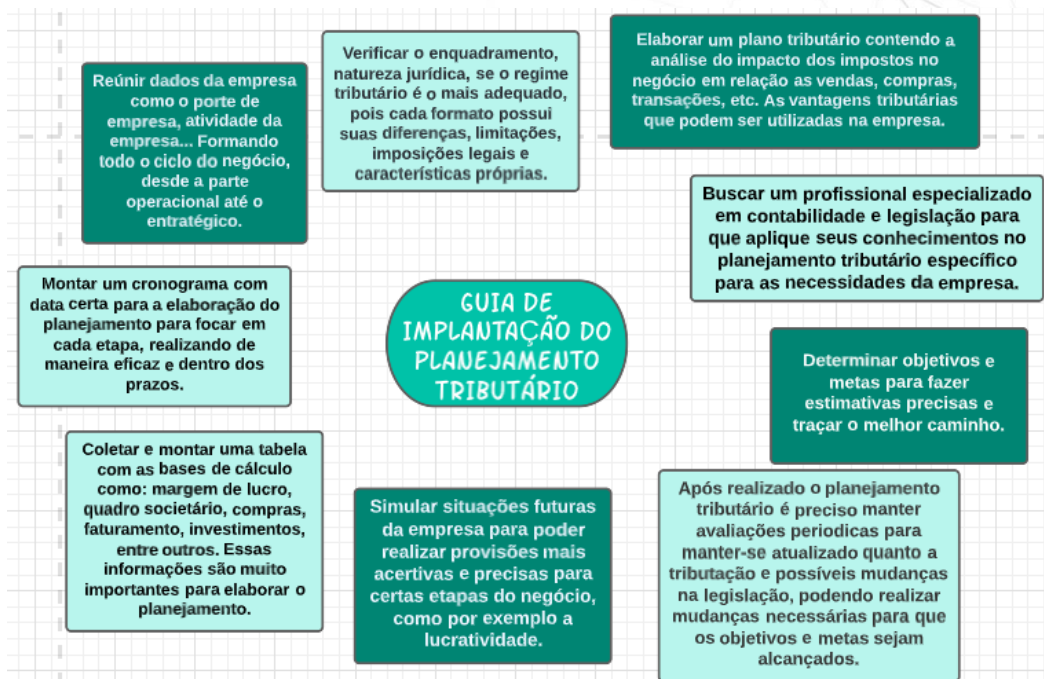 Reúnir dados da empresa
como o porte de
empresa, atividade da
empresa... Formando
todo o ciclo do negócio,
desde a parte
operacional até o
entratégico.
Verificar o enquadramento,
natureza jurídica, se o regime
tributário é o mais adequado,
pois cada formato possui
suas diferenças, limitações,
imposições legais e
características próprias.
Elaborar um plano tributário contendo a
análise do impacto dos impostos no
negócio em relação as vendas, compras,
transações, etc. As vantagens tributárias
que podem ser utilizadas na empresa.
Buscar um profissional especializado
em contabilidade e legislação para
que aplique seus conhecimentos no
planejamento tributário específico
para as necessidades da empresa.
Montar um cronograma com
data certa para a elaboração do
planejamento para focar em
cada etapa, realizando de
maneira eficaz e dentro dos
prazos.
GUIA DE
IMPLANTAÇÃO DO
PLANEJAMENTO
TRIBUTÁRIO
Determinar objetivos e
metas para fazer
estimativas precisas e
traçar o melhor caminho.
Coletar e montar uma tabela
com as bases de cálculo
como: margem de lucro,
quadro societário, compras,
faturamento, investimentos,
entre outros. Essas
informações são muito
importantes para elaborar o
planejamento.
Simular situações futuras
da empresa para poder
realizar provisões mais
acertivas e precisas para
certas etapas do negócio,
como por exemplo a
lucratividade.
Após realizado o planejamento
tributário é preciso manter
avaliações periodicas para
manter-se atualizado quanto a
tributação e possíveis mudanças
na legislação, podendo realizar
mudanças necessárias para que
os objetivos e metas sejam
alcançados.